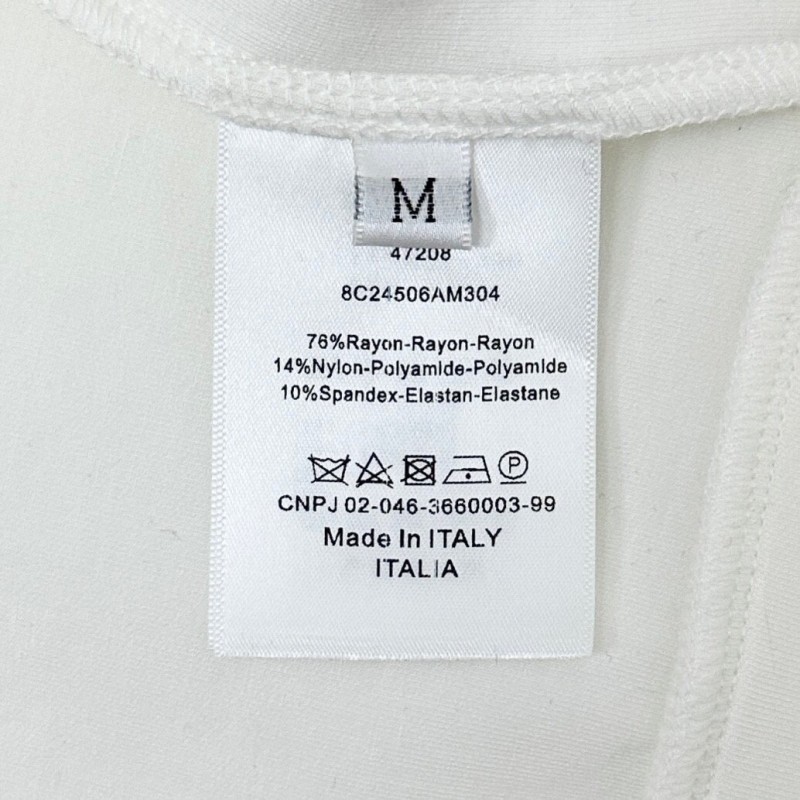 M
47208
8C24506AM304
76%Rayon-Rayon-Rayon
14%Nylon-Polyamide-Polyamide
10%Spandex-Elastan-Elastane
P
CNPJ 02-046-3660003-99
Made In ITALY
ITALIA